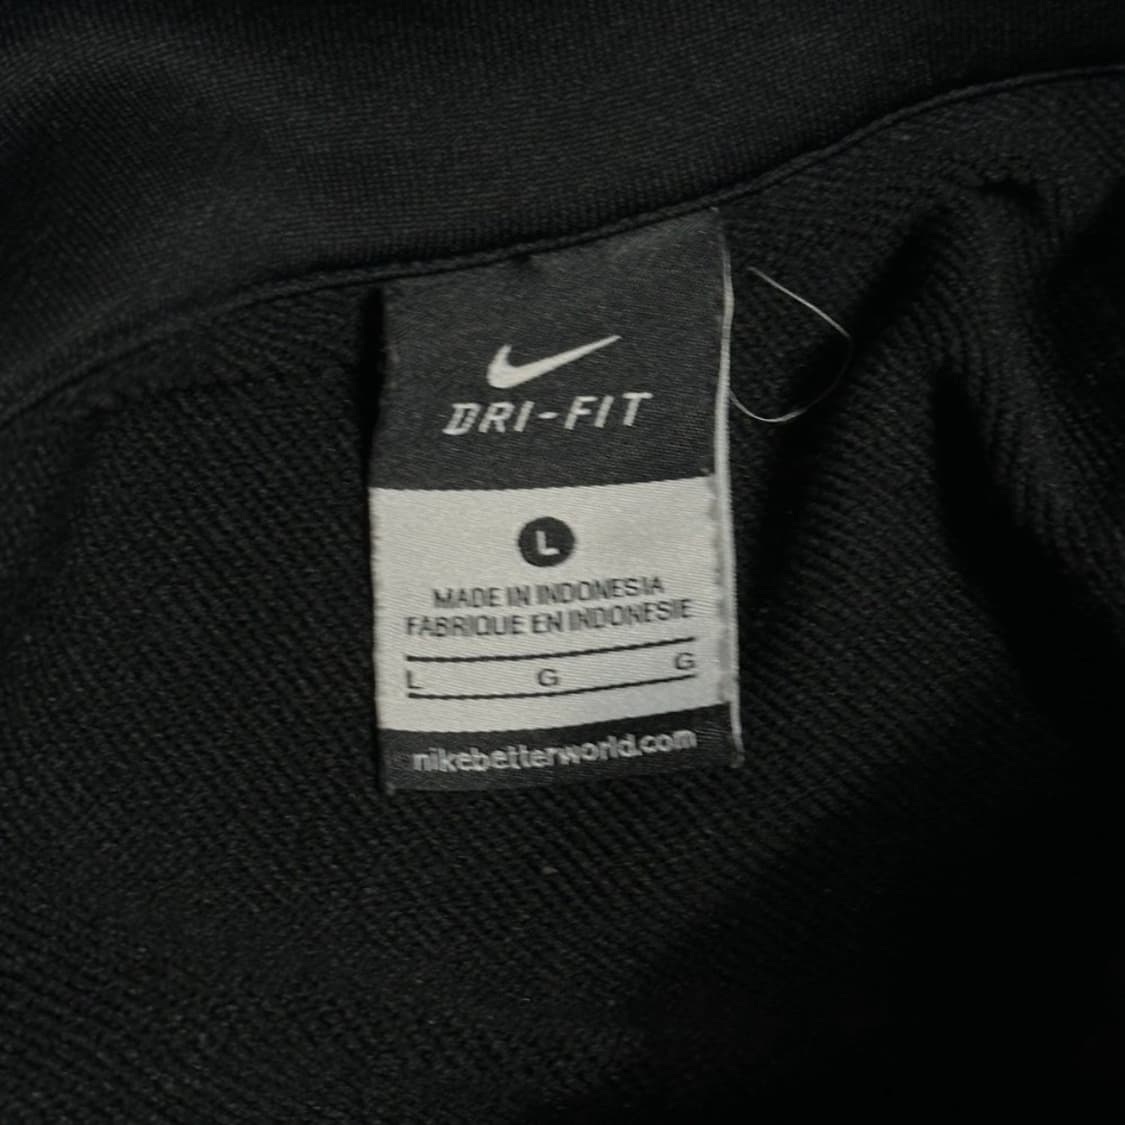 DRI-FIT
L
MADE IN INDONESIA
FABRIQUE EN INDONESIE
L G G
nikebetterworld.com